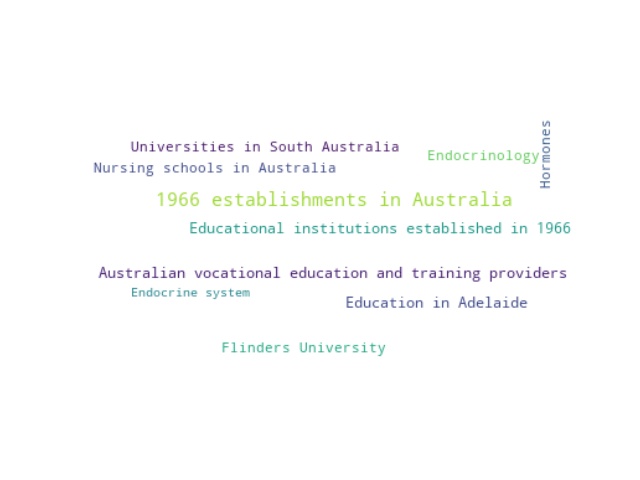 Universities in South Australia
Endocrinology
Hormones
Nursing schools in Australia
1966 establishments in Australia
Educational institutions established in 1966
Australian vocational education and training providers
Endocrine system
Education in Adelaide
Flinders University